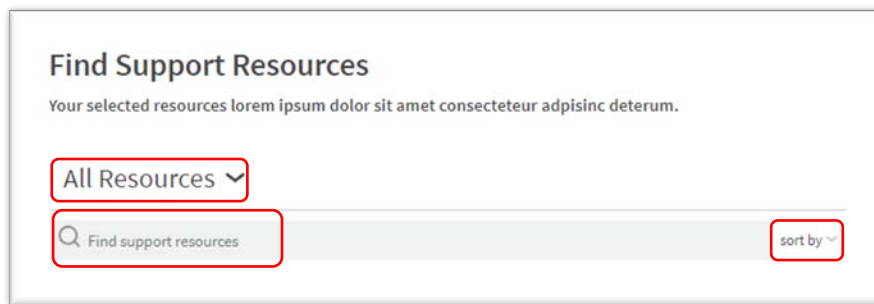 Find Support Resources
Your selected resources lorem ipsum dolor sit amet consecteteur adpisinc deterum.
All Resources
Find support resources
sort by